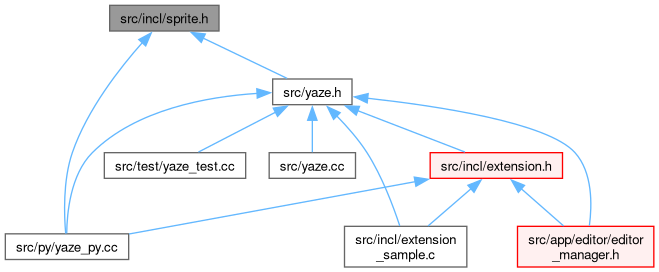 src/incl/sprite.h
src/yaze.h
src/test/yaze_test.cc
src/yaze.cc
src/incl/extension.h
src/py/yaze_py.cc
src/incl/extension
_sample.c
src/app/editor/editor
_manager.h